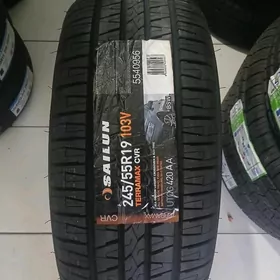 5540956
SAILUN
245/55R19 103V
TERRAMAX CVR
UTQG 420 AA
CVR